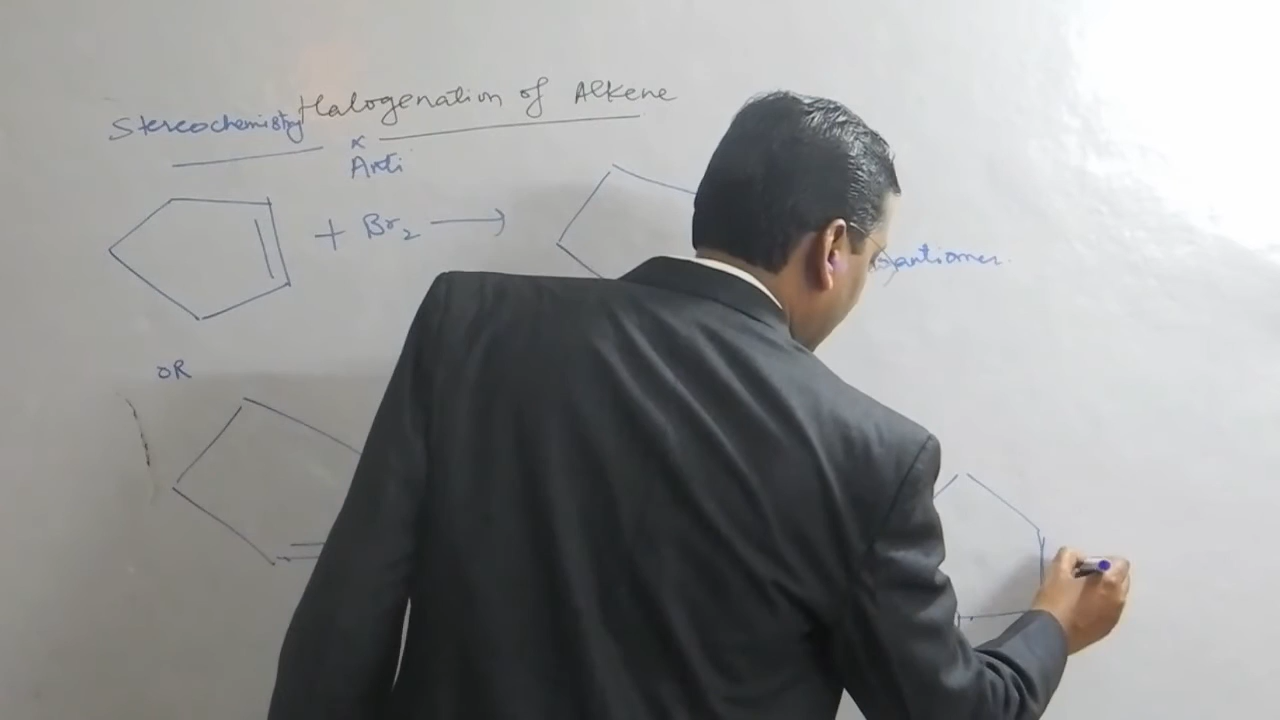 Stereochemistry Halogenation of Alkene
Anti
+ Br2 →
OR